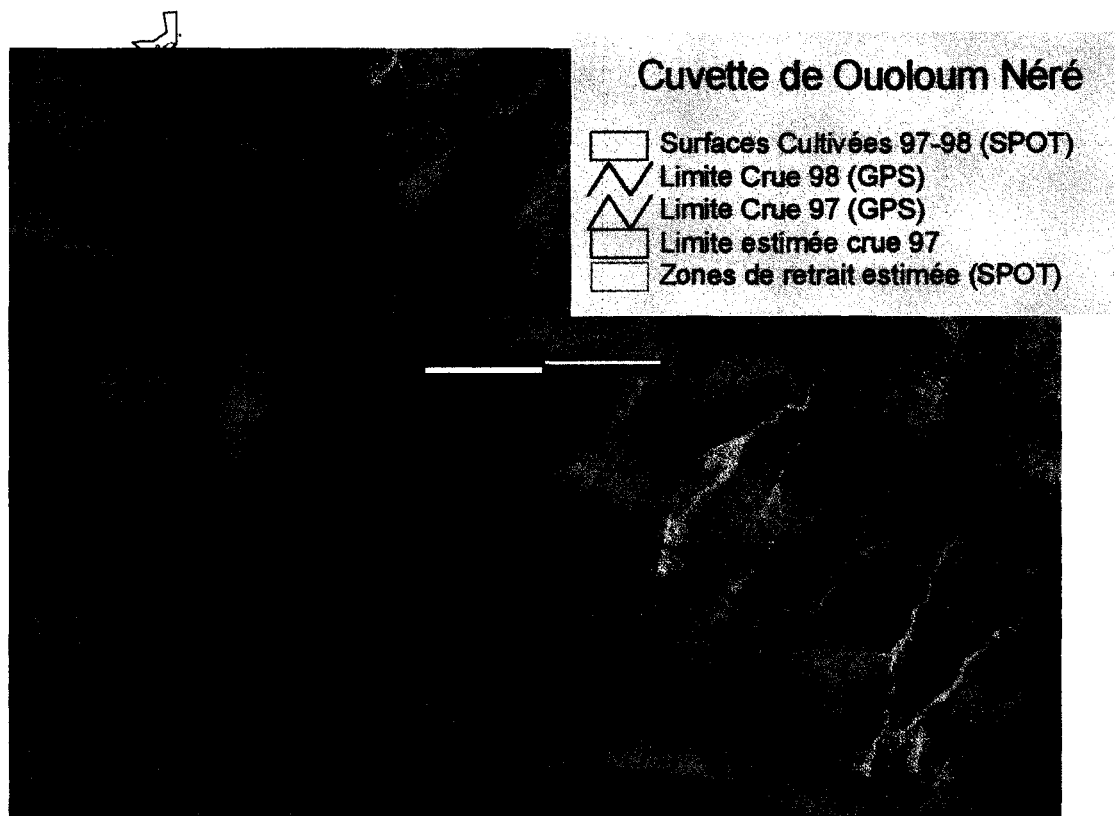 Cuvette de Ouoloum Néré
Surfaces Cultivées 97-98 (SPOT)
Limite Crue 98 (GPS)
Limite Crue 97 (GPS)
Limite estimée crue 97
Zones de retrait estimée (SPOT)